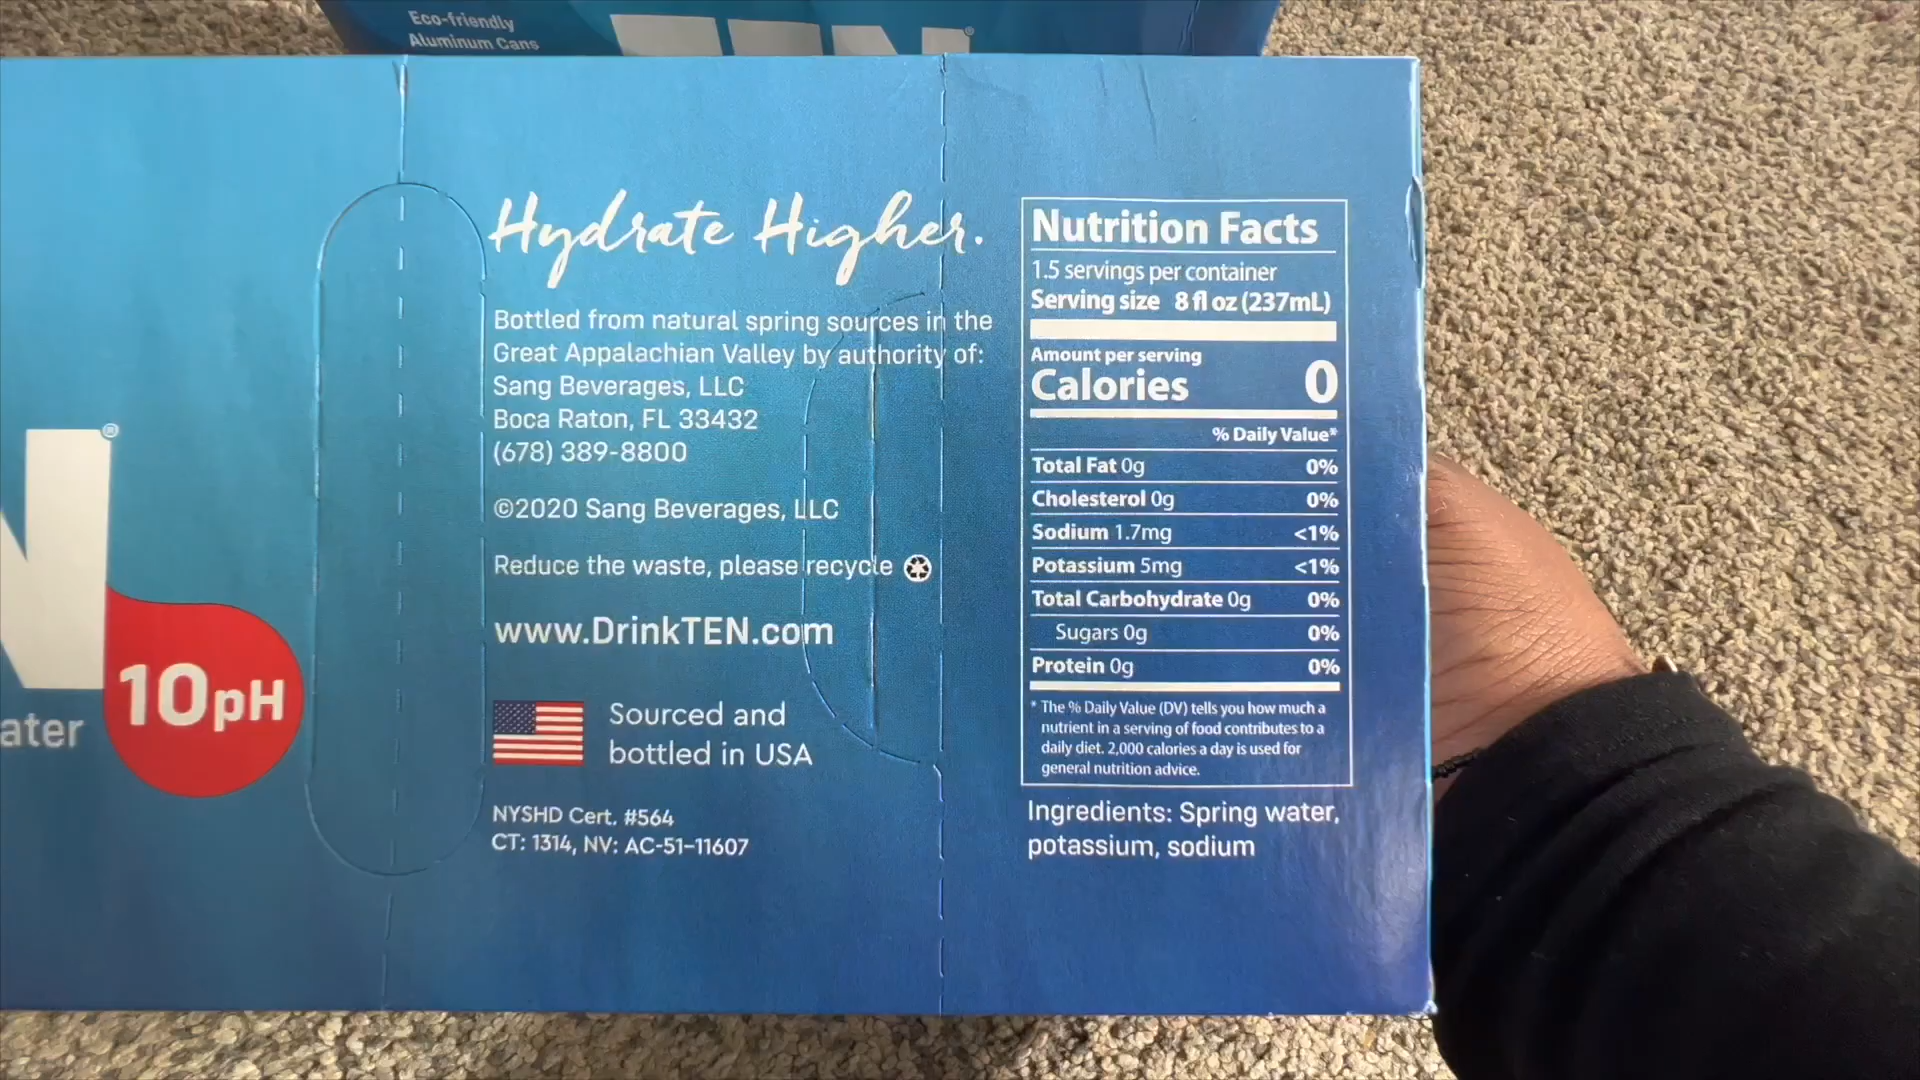 Eco-friendly
Aluminum Cans
TEN®
N®
10pH
ater
Hydrate Higher.
Bottled from natural spring sources in the
Great Appalachian Valley by authority of:
Sang Beverages, LLC
Boca Raton, FL 33432
(678) 389-8800
©2020 Sang Beverages, LLC
Reduce the waste, please recycle
www.DrinkTEN.com
Sourced and
bottled in USA
NYSHD Cert. #564
CT: 1314, NV: AC-51-11607
Nutrition Facts
1.5 servings per container
Serving size 8 fl oz (237mL)
Amount per serving
Calories 0
% Daily Value*
Total Fat 0g 0%
Cholesterol 0g 0%
Sodium 1.7mg <1%
Potassium 5mg <1%
Total Carbohydrate 0g 0%
Sugars 0g 0%
Protein 0g 0%
* The % Daily Value (DV) tells you how much a
nutrient in a serving of food contributes to a
daily diet. 2,000 calories a day is used for
general nutrition advice.
Ingredients: Spring water,
potassium, sodium